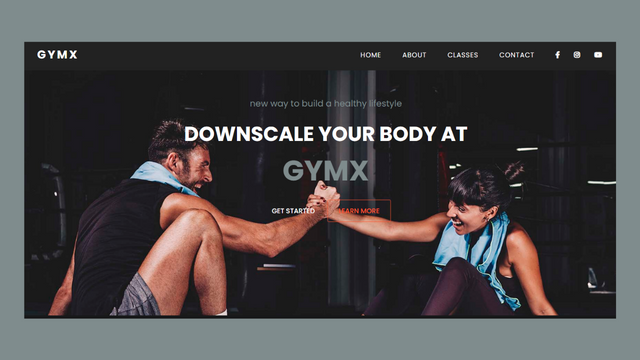 GYMX
HOME ABOUT CLASSES CONTACT
new way to build a healthy lifestyle
DOWNSCALE YOUR BODY AT
GYMX
GET STARTED LEARN MORE